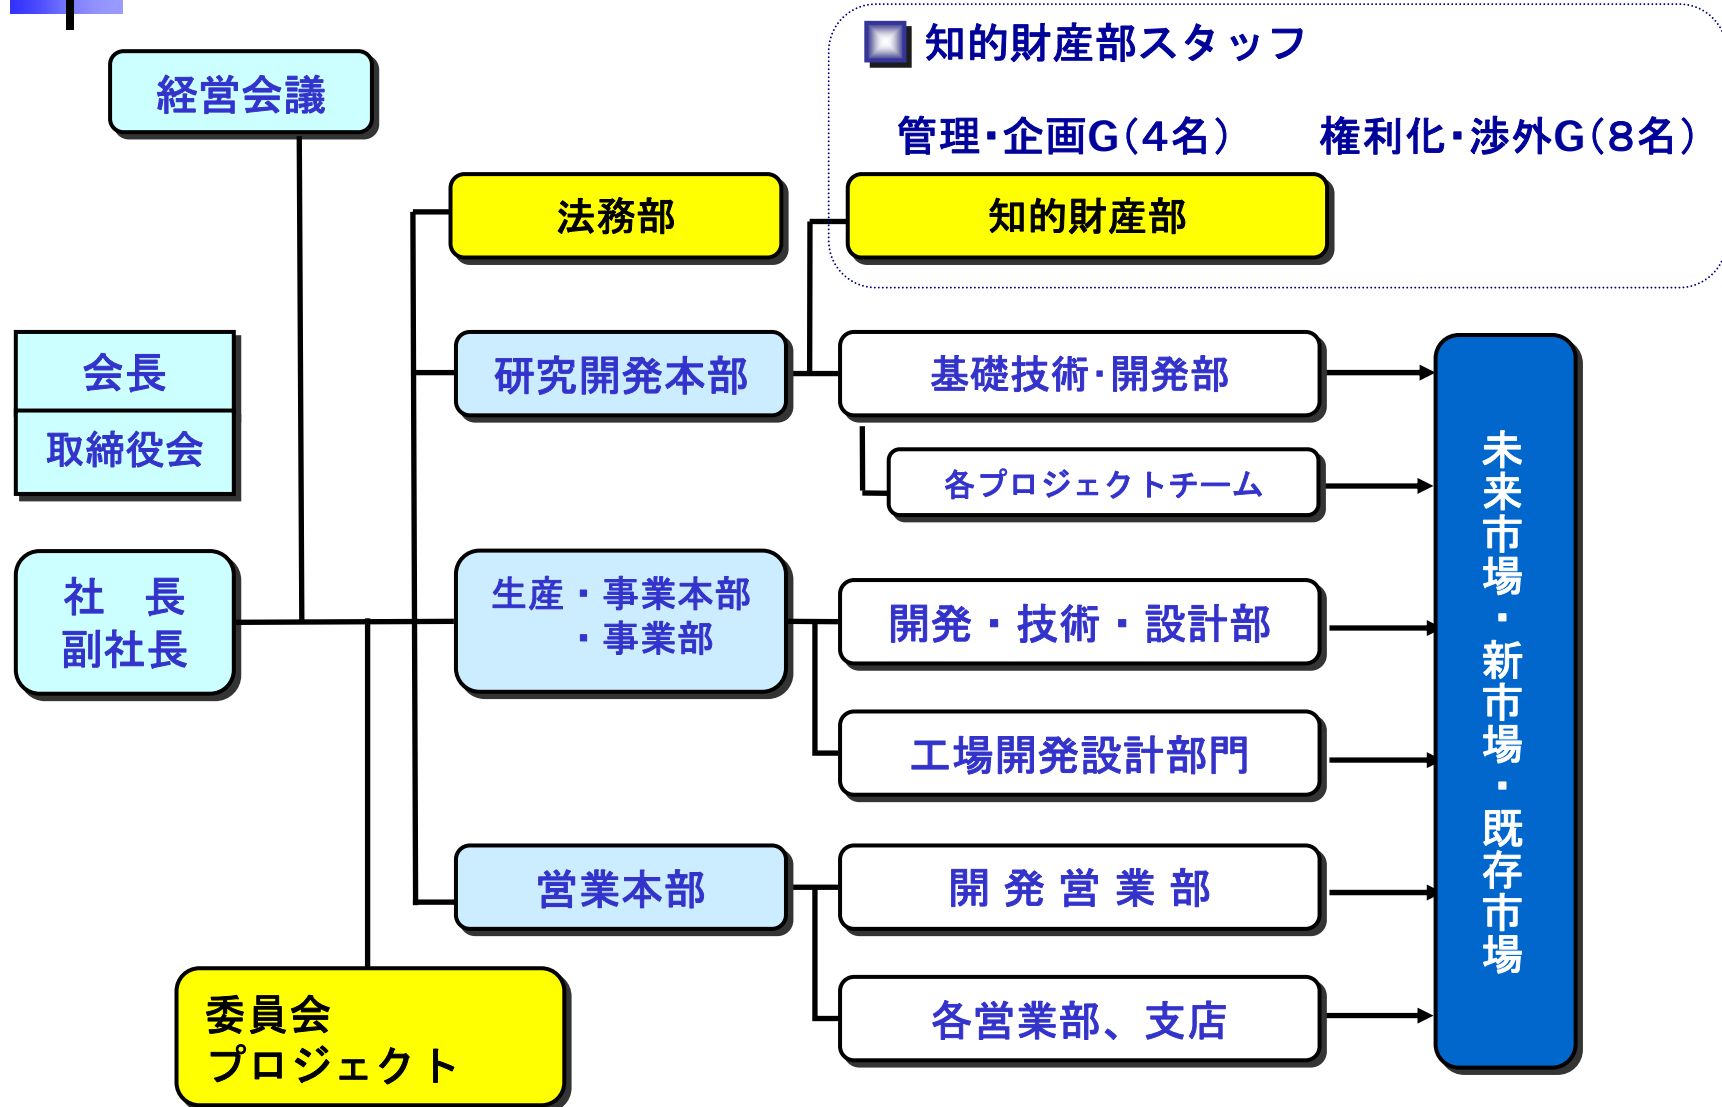 知的財産部スタッフ
管理・企画G(4名)　権利化・渉外G(8名)
経営会議
法務部
知的財産部
会長
取締役会
研究開発本部
基礎技術・開発部
各プロジェクトチーム
社　長
副社長
生産・事業本部
・事業部
開発・技術・設計部
工場開発設計部門
営業本部
開発営業部
各営業部、支店
委員会
プロジェクト
未来市場・新市場・既存市場